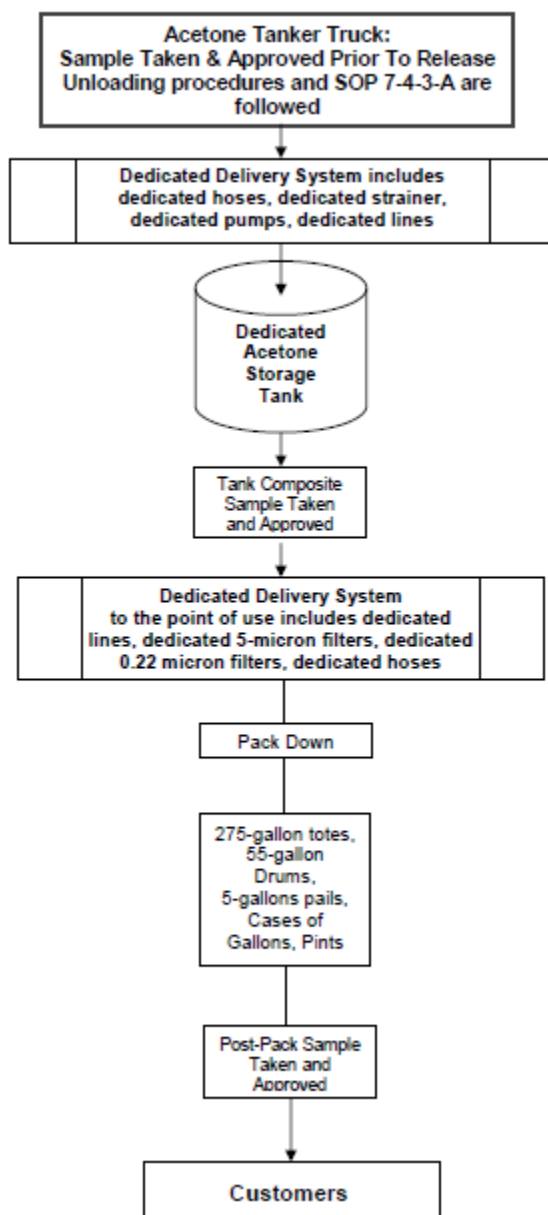 Acetone Tanker Truck:
Sample Taken & Approved Prior To Release
Unloading procedures and SOP 7-4-3-A are
followed
Dedicated Delivery System includes
dedicated hoses, dedicated strainer,
dedicated pumps, dedicated lines
Dedicated
Acetone
Storage
Tank
Tank Composite
Sample Taken
and Approved
Dedicated Delivery System
to the point of use includes dedicated
lines, dedicated 5-micron filters, dedicated
0.22 micron filters, dedicated hoses
Pack Down
275-gallon totes,
55-gallon
Drums,
5-gallons pails,
Cases of
Gallons, Pints
Post-Pack Sample
Taken and
Approved
Customers